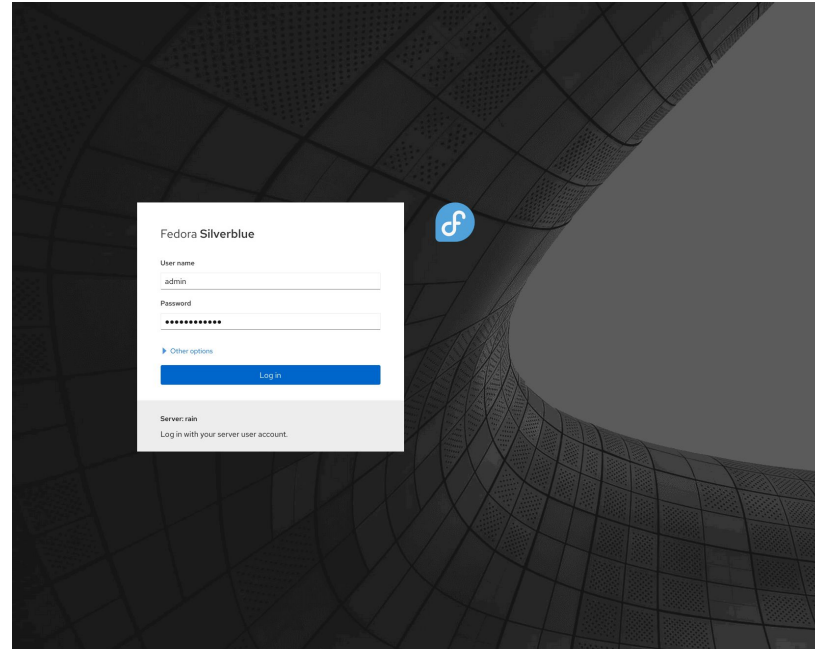 Fedora Silverblue
User name
admin
Password
••••••••••••
Other options
Log in
Server: rain
Log in with your server user account.